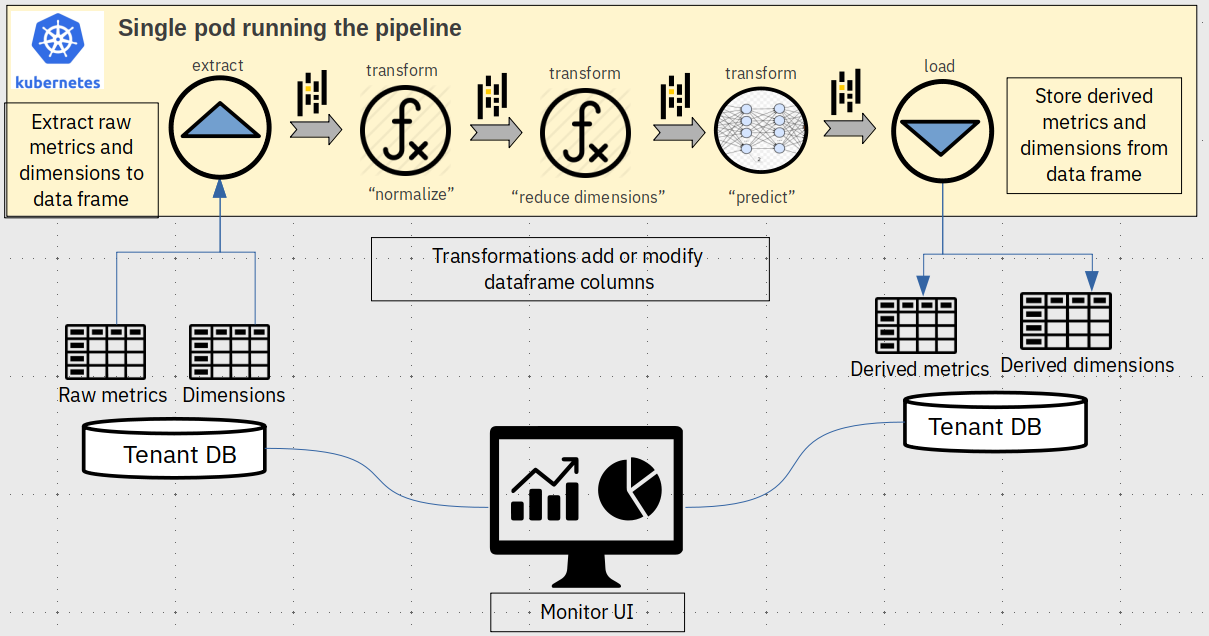 Single pod running the pipeline
kubernetes
extract
transform
transform
transform
load
Extract raw
metrics and
dimensions to
data frame
“normalize”
“reduce dimensions”
“predict”
Store derived
metrics and
dimensions from
data frame
Transformations add or modify
dataframe columns
Raw metrics
Dimensions
Tenant DB
Derived metrics
Derived dimensions
Tenant DB
Monitor UI